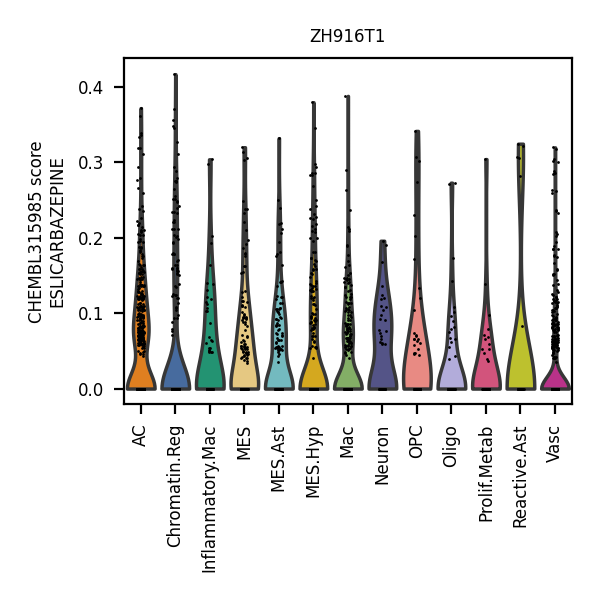 ZH916T1
CHEMBL315985 score
ESLICARBAZEPINE
0.4
0.3
0.2
0.1
0.0
AC
Chromatin.Reg
Inflammatory.Mac
MES
MES.Ast
MES.Hyp
Mac
Neuron
OPC
Oligo
Prolif.Metab
Reactive.Ast
Vasc